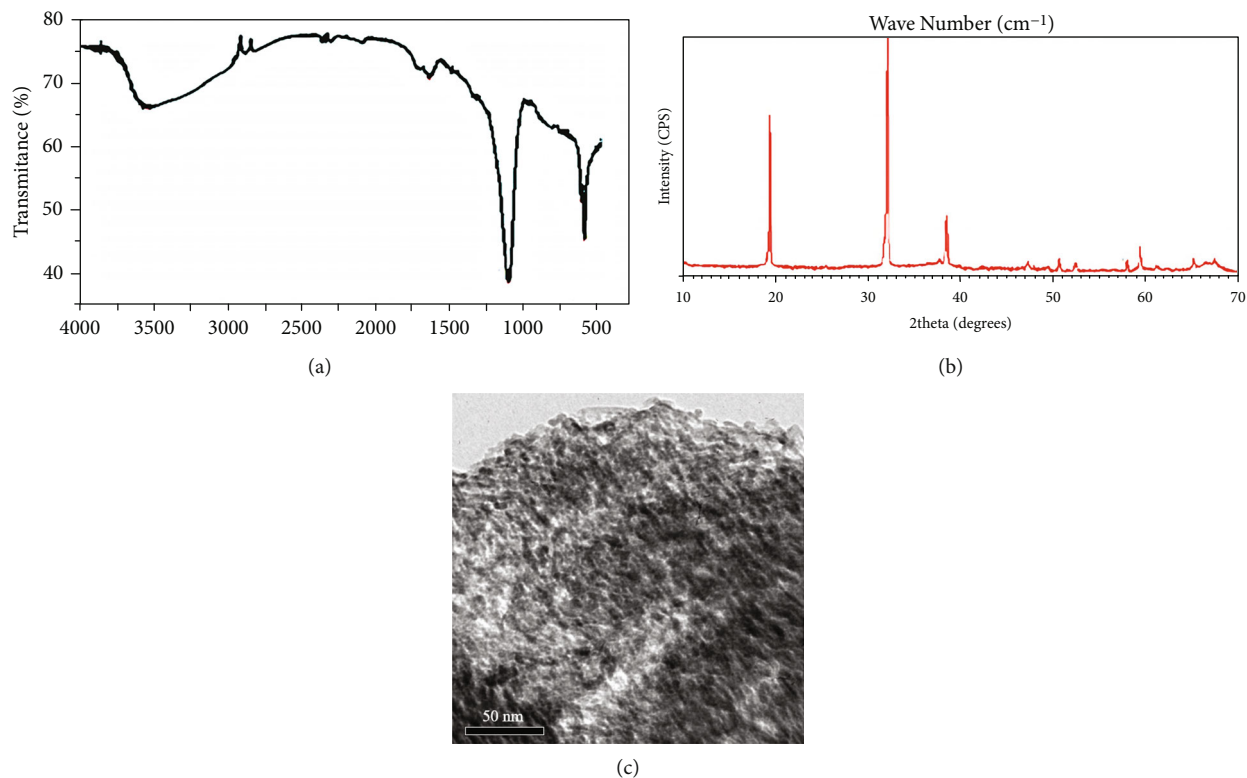 80
70
60
50
40
Transmitance (%)
4000 3500 3000 2500 2000 1500 1000 500
(a)
Wave Number (cm⁻¹)
Intensity (CPS)
10 20 30 40 50 60 70
2theta (degrees)
(b)
50 nm
(c)